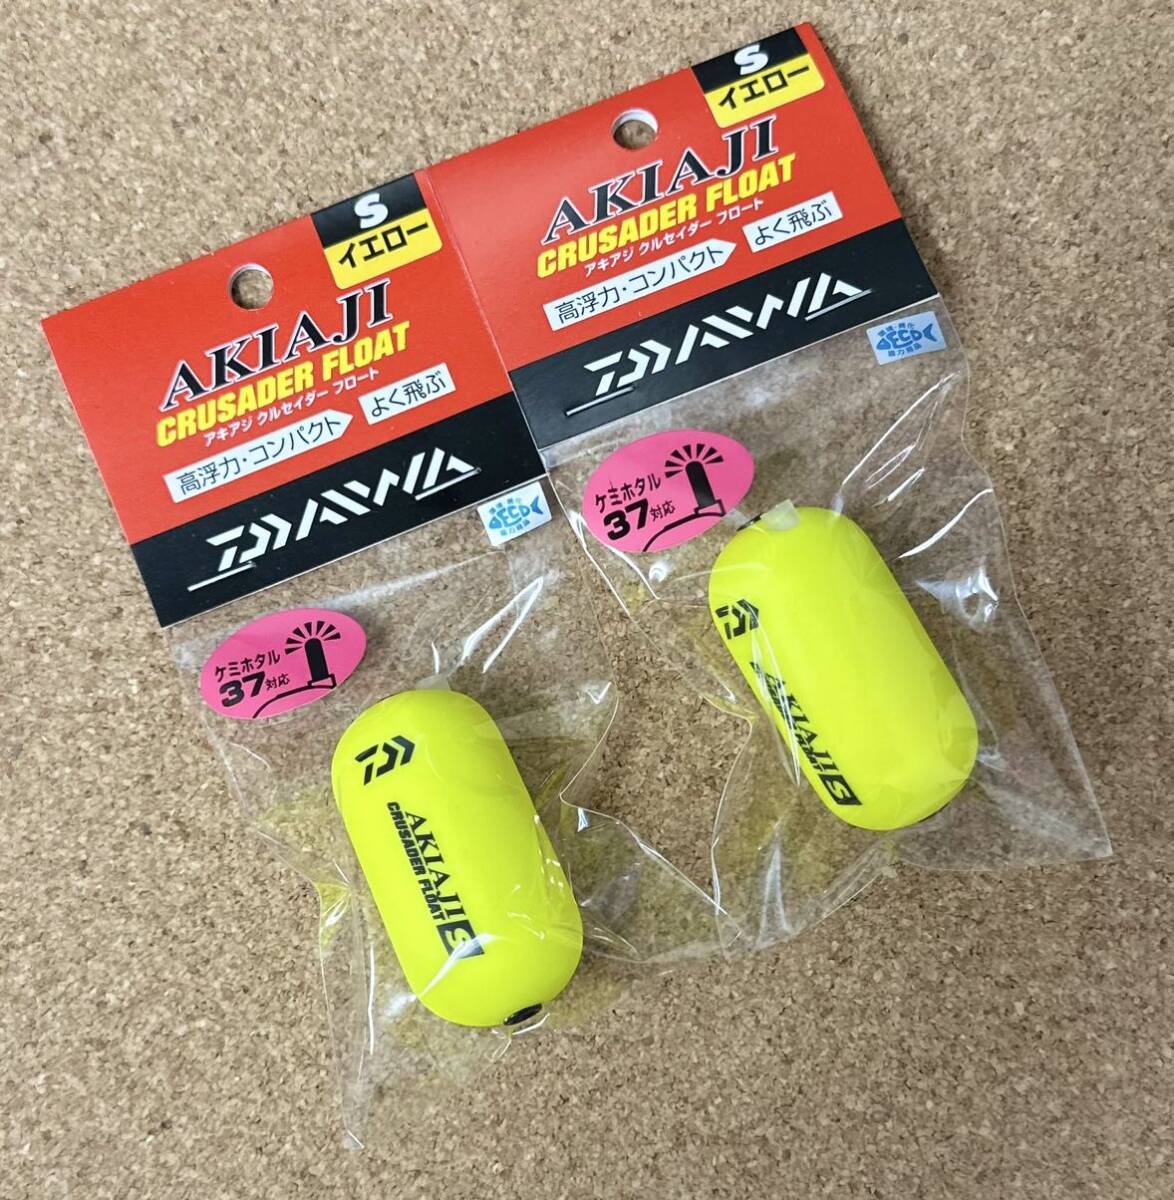 S
イエロー
AKIAJI
CRUSADER FLOAT
アキアジ クルセイダー フロート
高浮力・コンパクト
よく飛ぶ
DAIWA
ECO
ケミホタル
37対応
AKIAJI
CRUSADER FLOAT
S
S
イエロー
AKIAJI
CRUSADER FLOAT
アキアジ クルセイダー フロート
高浮力・コンパクト
よく飛ぶ
DAIWA
ECO
ケミホタル
37対応
AKIAJI
S